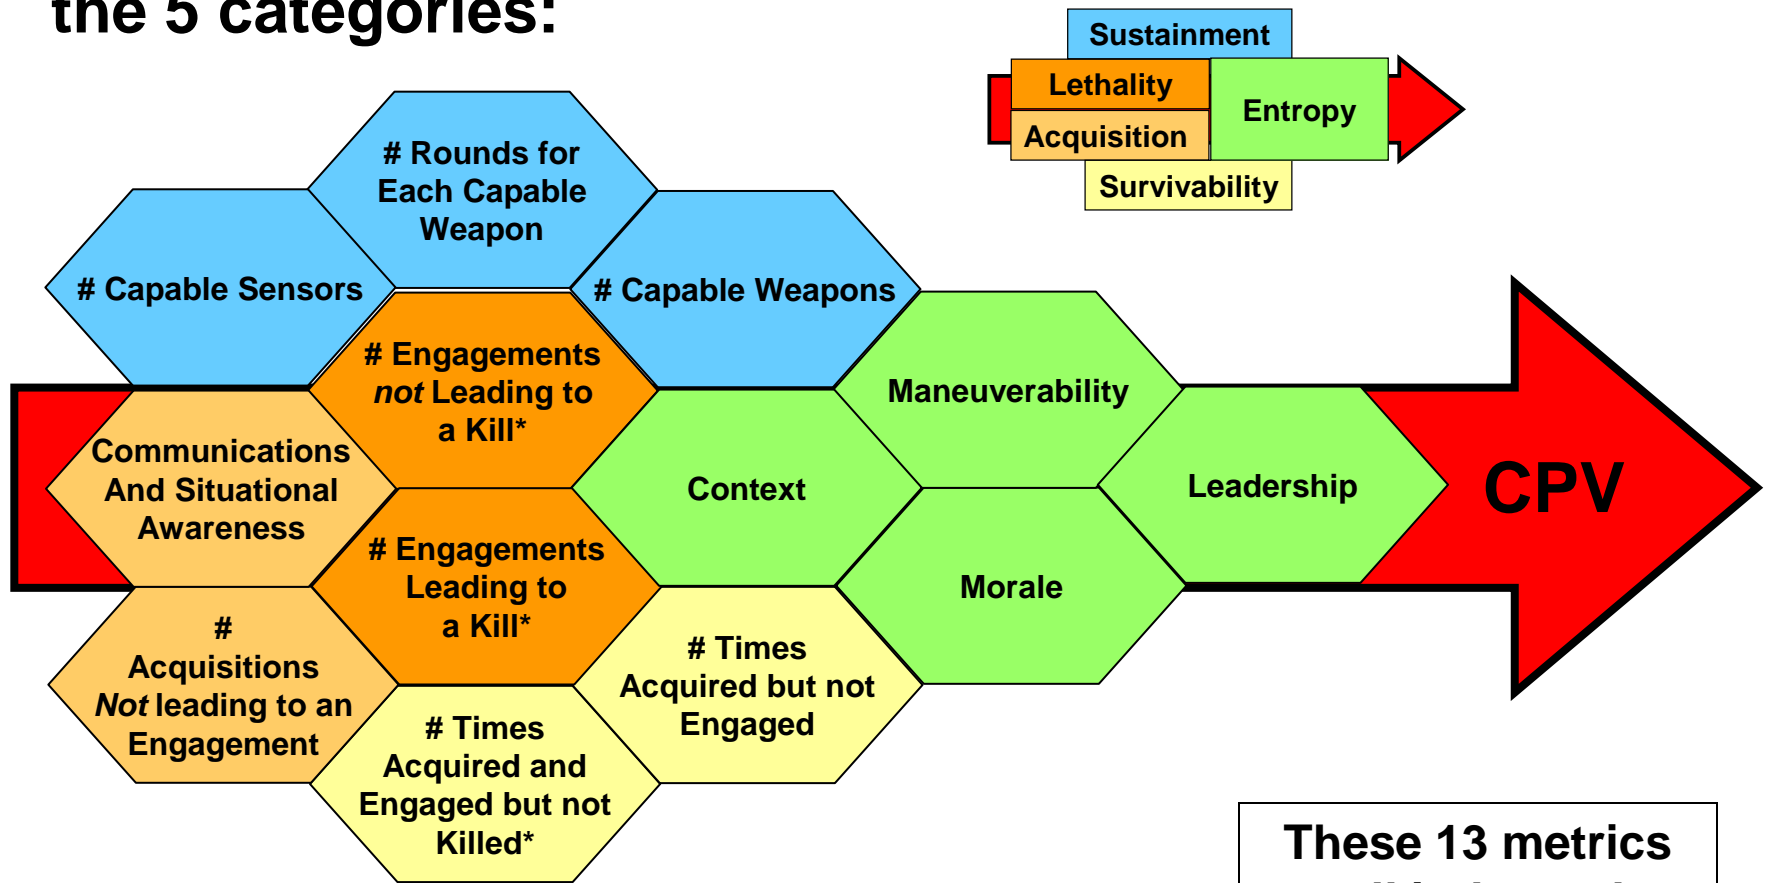 the 5 categories:
Sustainment
Lethality
Entropy
Acquisition
Survivability
# Rounds for
Each Capable
Weapon
# Capable Sensors
# Capable Weapons
# Engagements
not Leading to
a Kill*
Maneuverability
Communications
And Situational
Awareness
Context
Leadership
CPV
# Engagements
Leading to
a Kill*
Morale
#
Acquisitions
Not leading to an
Engagement
# Times
Acquired but not
Engaged
# Times
Acquired and
Engaged but not
Killed*
These 13 metrics